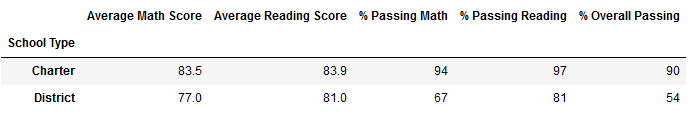 Average Math Score Average Reading Score % Passing Math % Passing Reading % Overall Passing
School Type
Charter 83.5 83.9 94 97 90
District 77.0 81.0 67 81 54